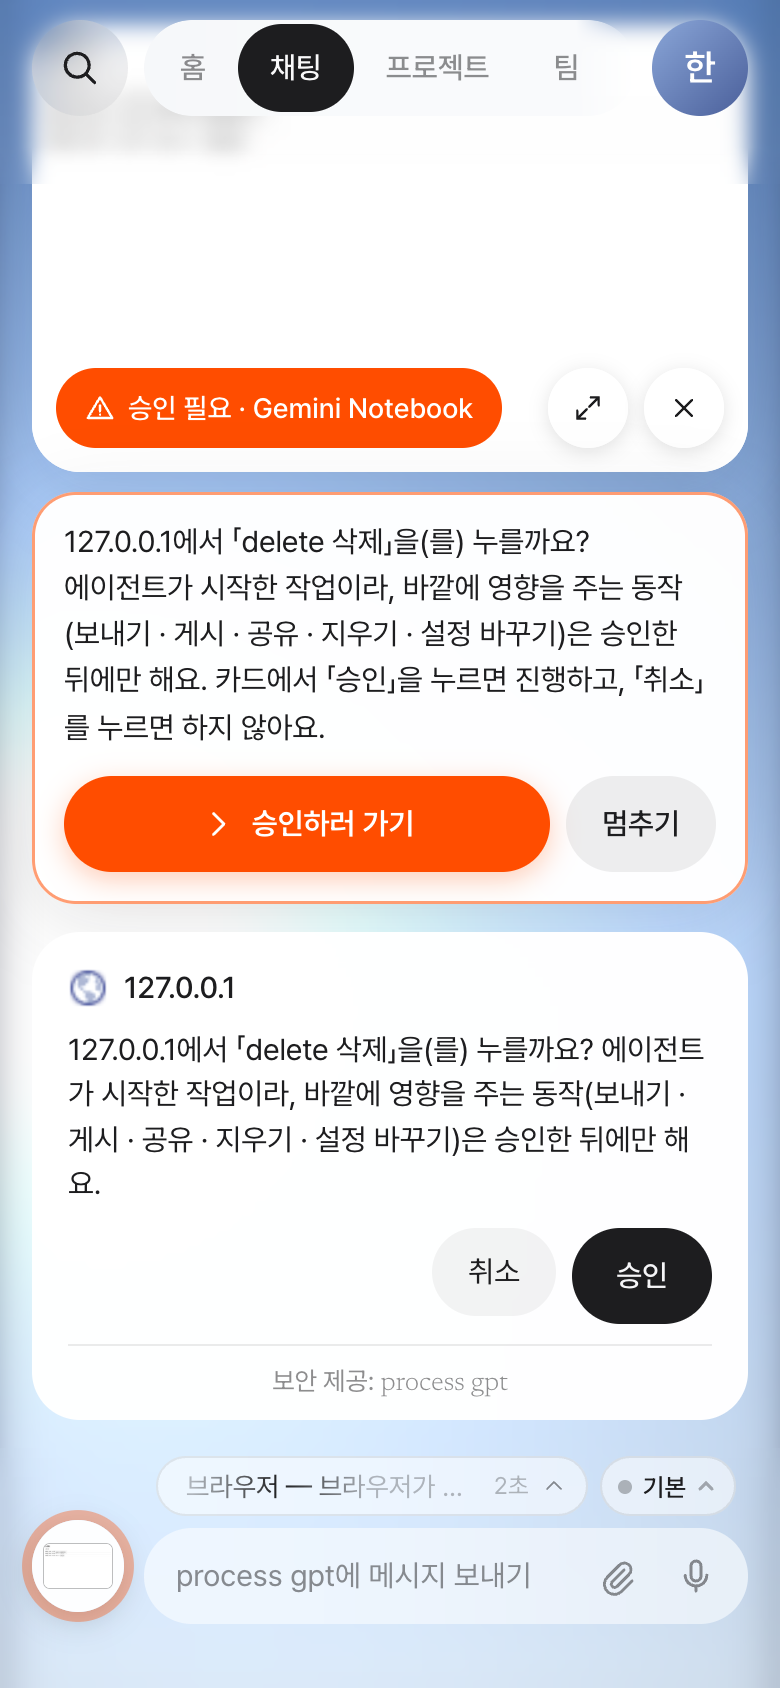 홈
채팅
프로젝트
팀
한
승인 필요 · Gemini Notebook
127.0.0.1에서 「delete 삭제」을(를) 누를까요?
에이전트가 시작한 작업이라, 바깥에 영향을 주는 동작
(보내기 · 게시 · 공유 · 지우기 · 설정 바꾸기)은 승인한
뒤에만 해요. 카드에서 「승인」을 누르면 진행하고, 「취소」
를 누르면 하지 않아요.
승인하러 가기
멈추기
127.0.0.1
127.0.0.1에서 「delete 삭제」을(를) 누를까요? 에이전트
가 시작한 작업이라, 바깥에 영향을 주는 동작(보내기 ·
게시 · 공유 · 지우기 · 설정 바꾸기)은 승인한 뒤에만 해
요.
취소
승인
보안 제공: process gpt
브라우저 — 브라우저가 ...
2초
기본
process gpt에 메시지 보내기